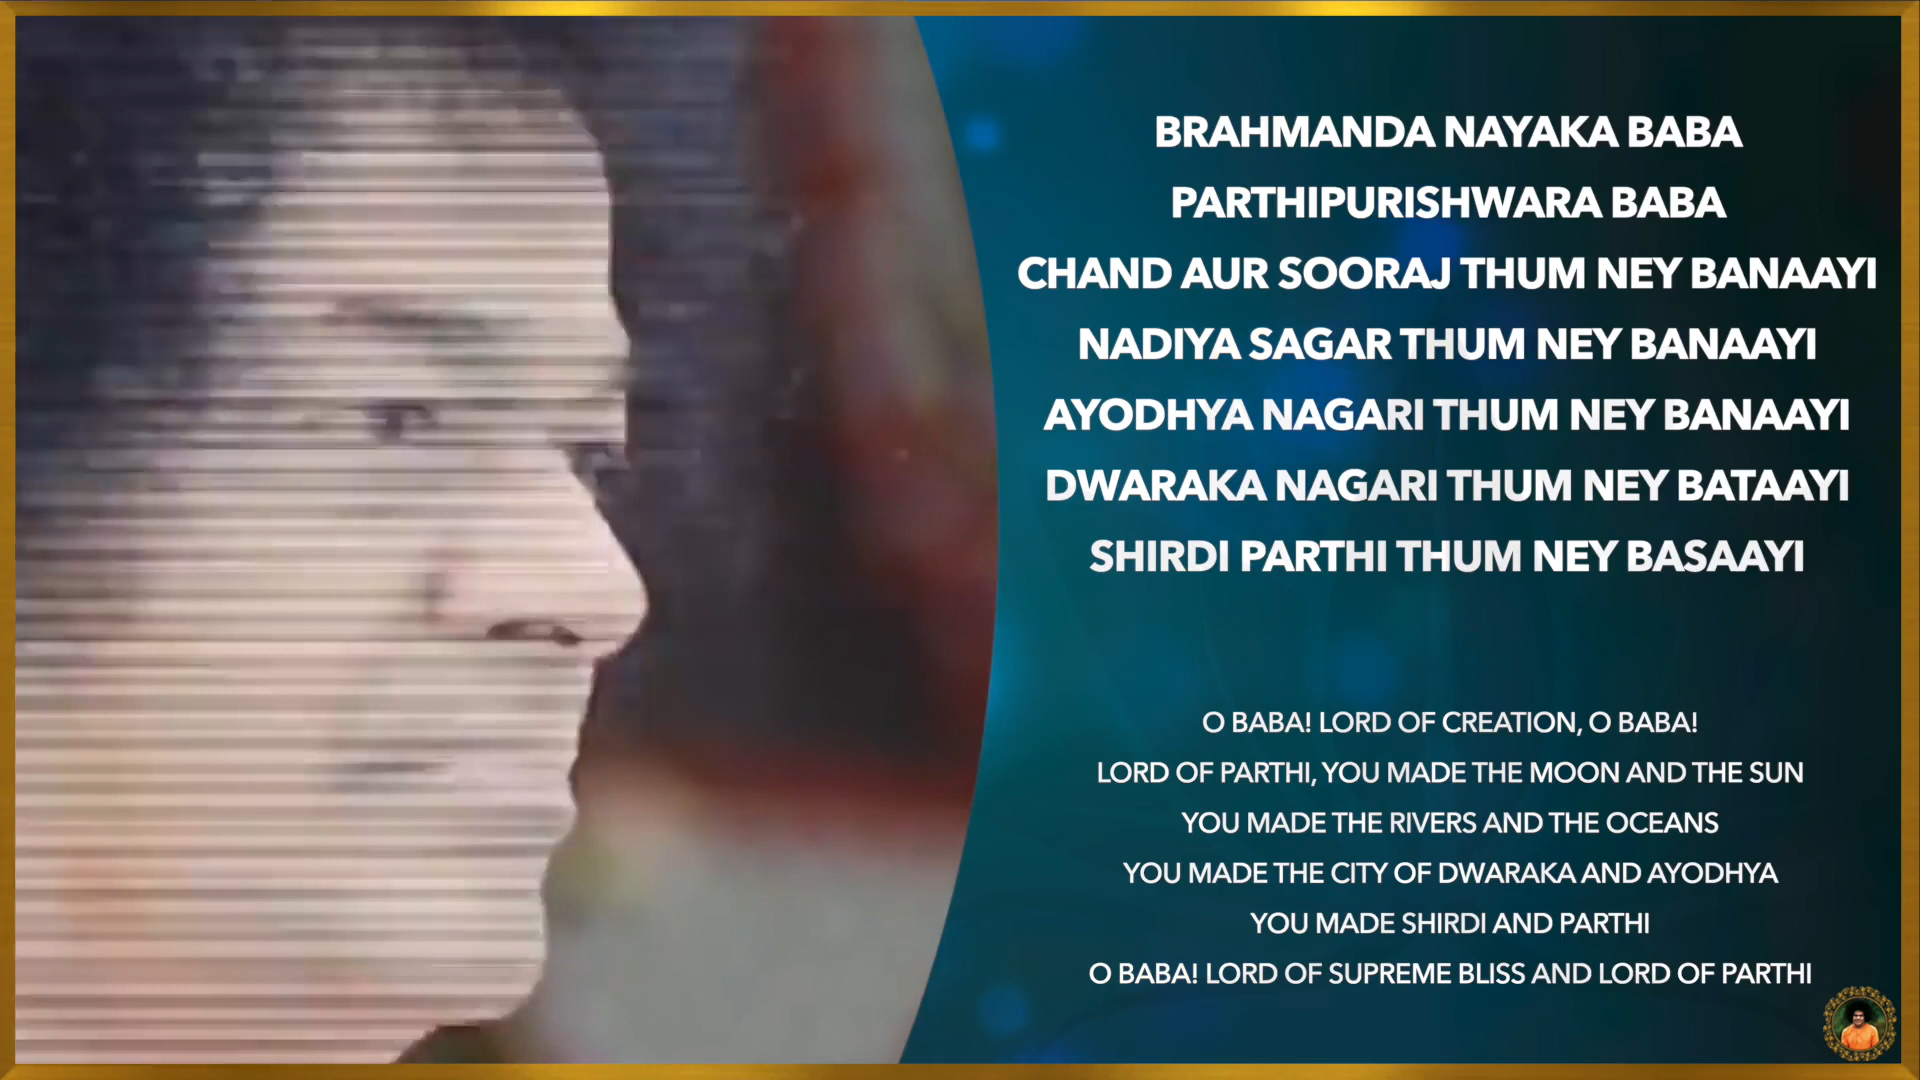 BRAHMANDA NAYAKA BABA
PARTHIPURISHWARA BABA
CHAND AUR SOORAJ THUM NEY BANAAYI
NADIYA SAGAR THUM NEY BANAAYI
AYODHYA NAGARI THUM NEY BANAAYI
DWARAKA NAGARI THUM NEY BATAAYI
SHIRDI PARTHI THUM NEY BASAAYI
O BABA! LORD OF CREATION, O BABA!
LORD OF PARTHI, YOU MADE THE MOON AND THE SUN
YOU MADE THE RIVERS AND THE OCEANS
YOU MADE THE CITY OF DWARAKA AND AYODHYA
YOU MADE SHIRDI AND PARTHI
O BABA! LORD OF SUPREME BLISS AND LORD OF PARTHI